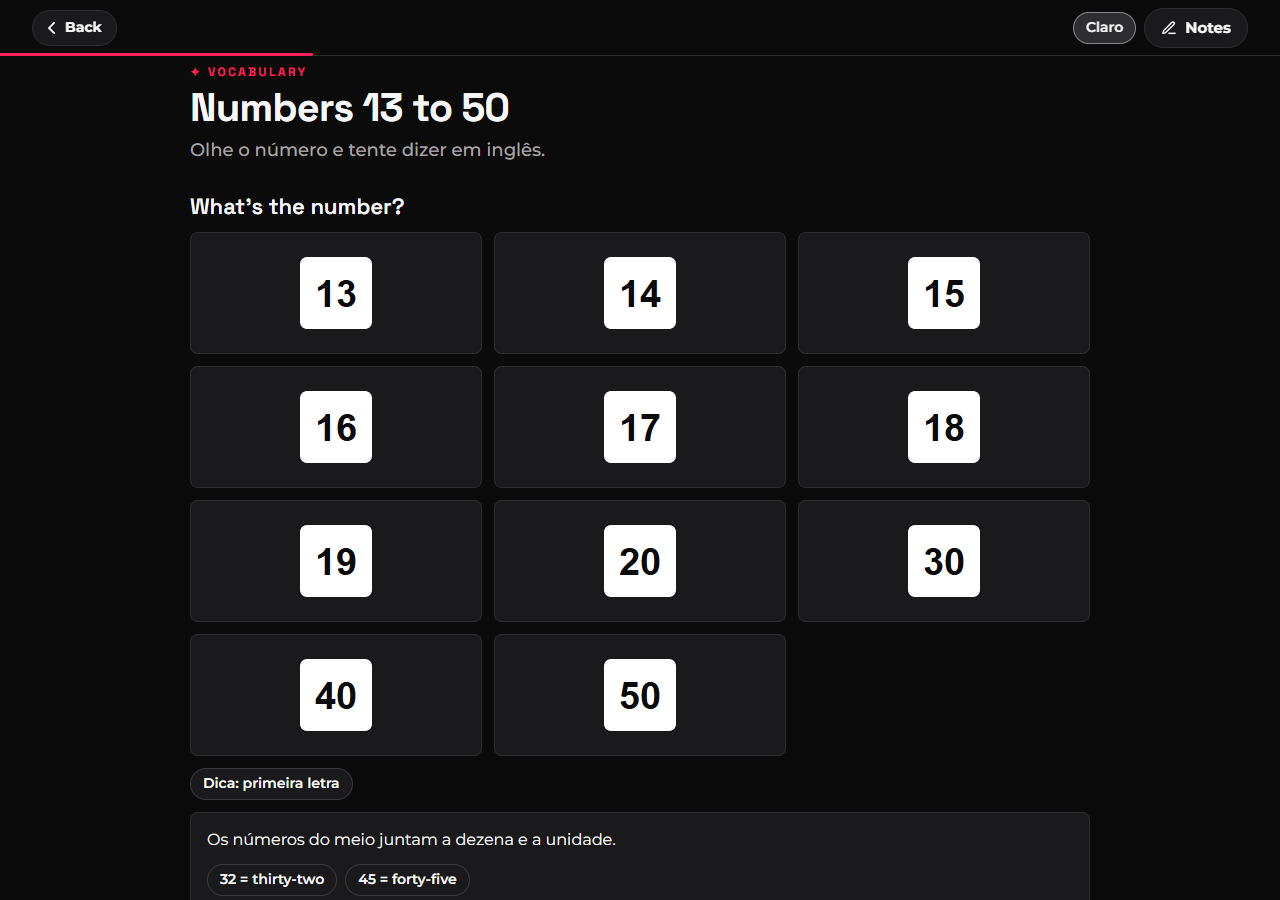 Back
Claro
Notes
✦ VOCABULARY
Numbers 13 to 50
Olhe o número e tente dizer em inglês.
What's the number?
13 14 15
16 17 18
19 20 30
40 50
Dica: primeira letra
Os números do meio juntam a dezena e a unidade.
32 = thirty-two 45 = forty-five